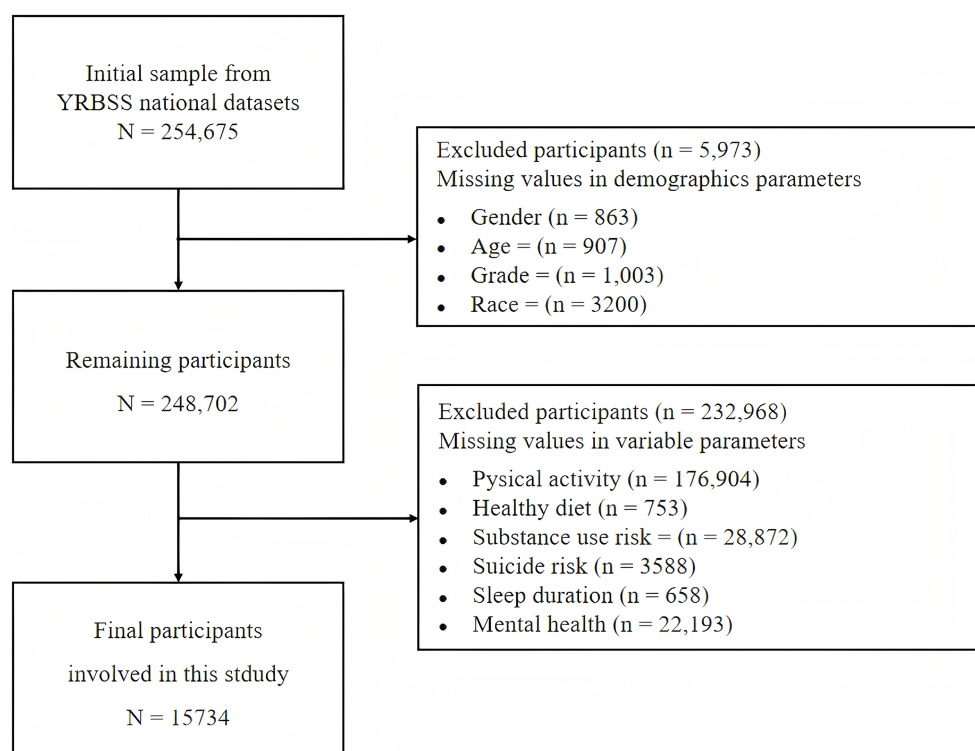 Initial sample from
YRBSS national datasets
N = 254,675
Excluded participants (n = 5,973)
Missing values in demographics parameters
• Gender (n = 863)
• Age = (n = 907)
• Grade = (n = 1,003)
• Race = (n = 3200)
Remaining participants
N = 248,702
Excluded participants (n = 232,968)
Missing values in variable parameters
• Pysical activity (n = 176,904)
• Healthy diet (n = 753)
• Substance use risk = (n = 28,872)
• Suicide risk (n = 3588)
• Sleep duration (n = 658)
• Mental health (n = 22,193)
Final participants
involved in this stdudy
N = 15734